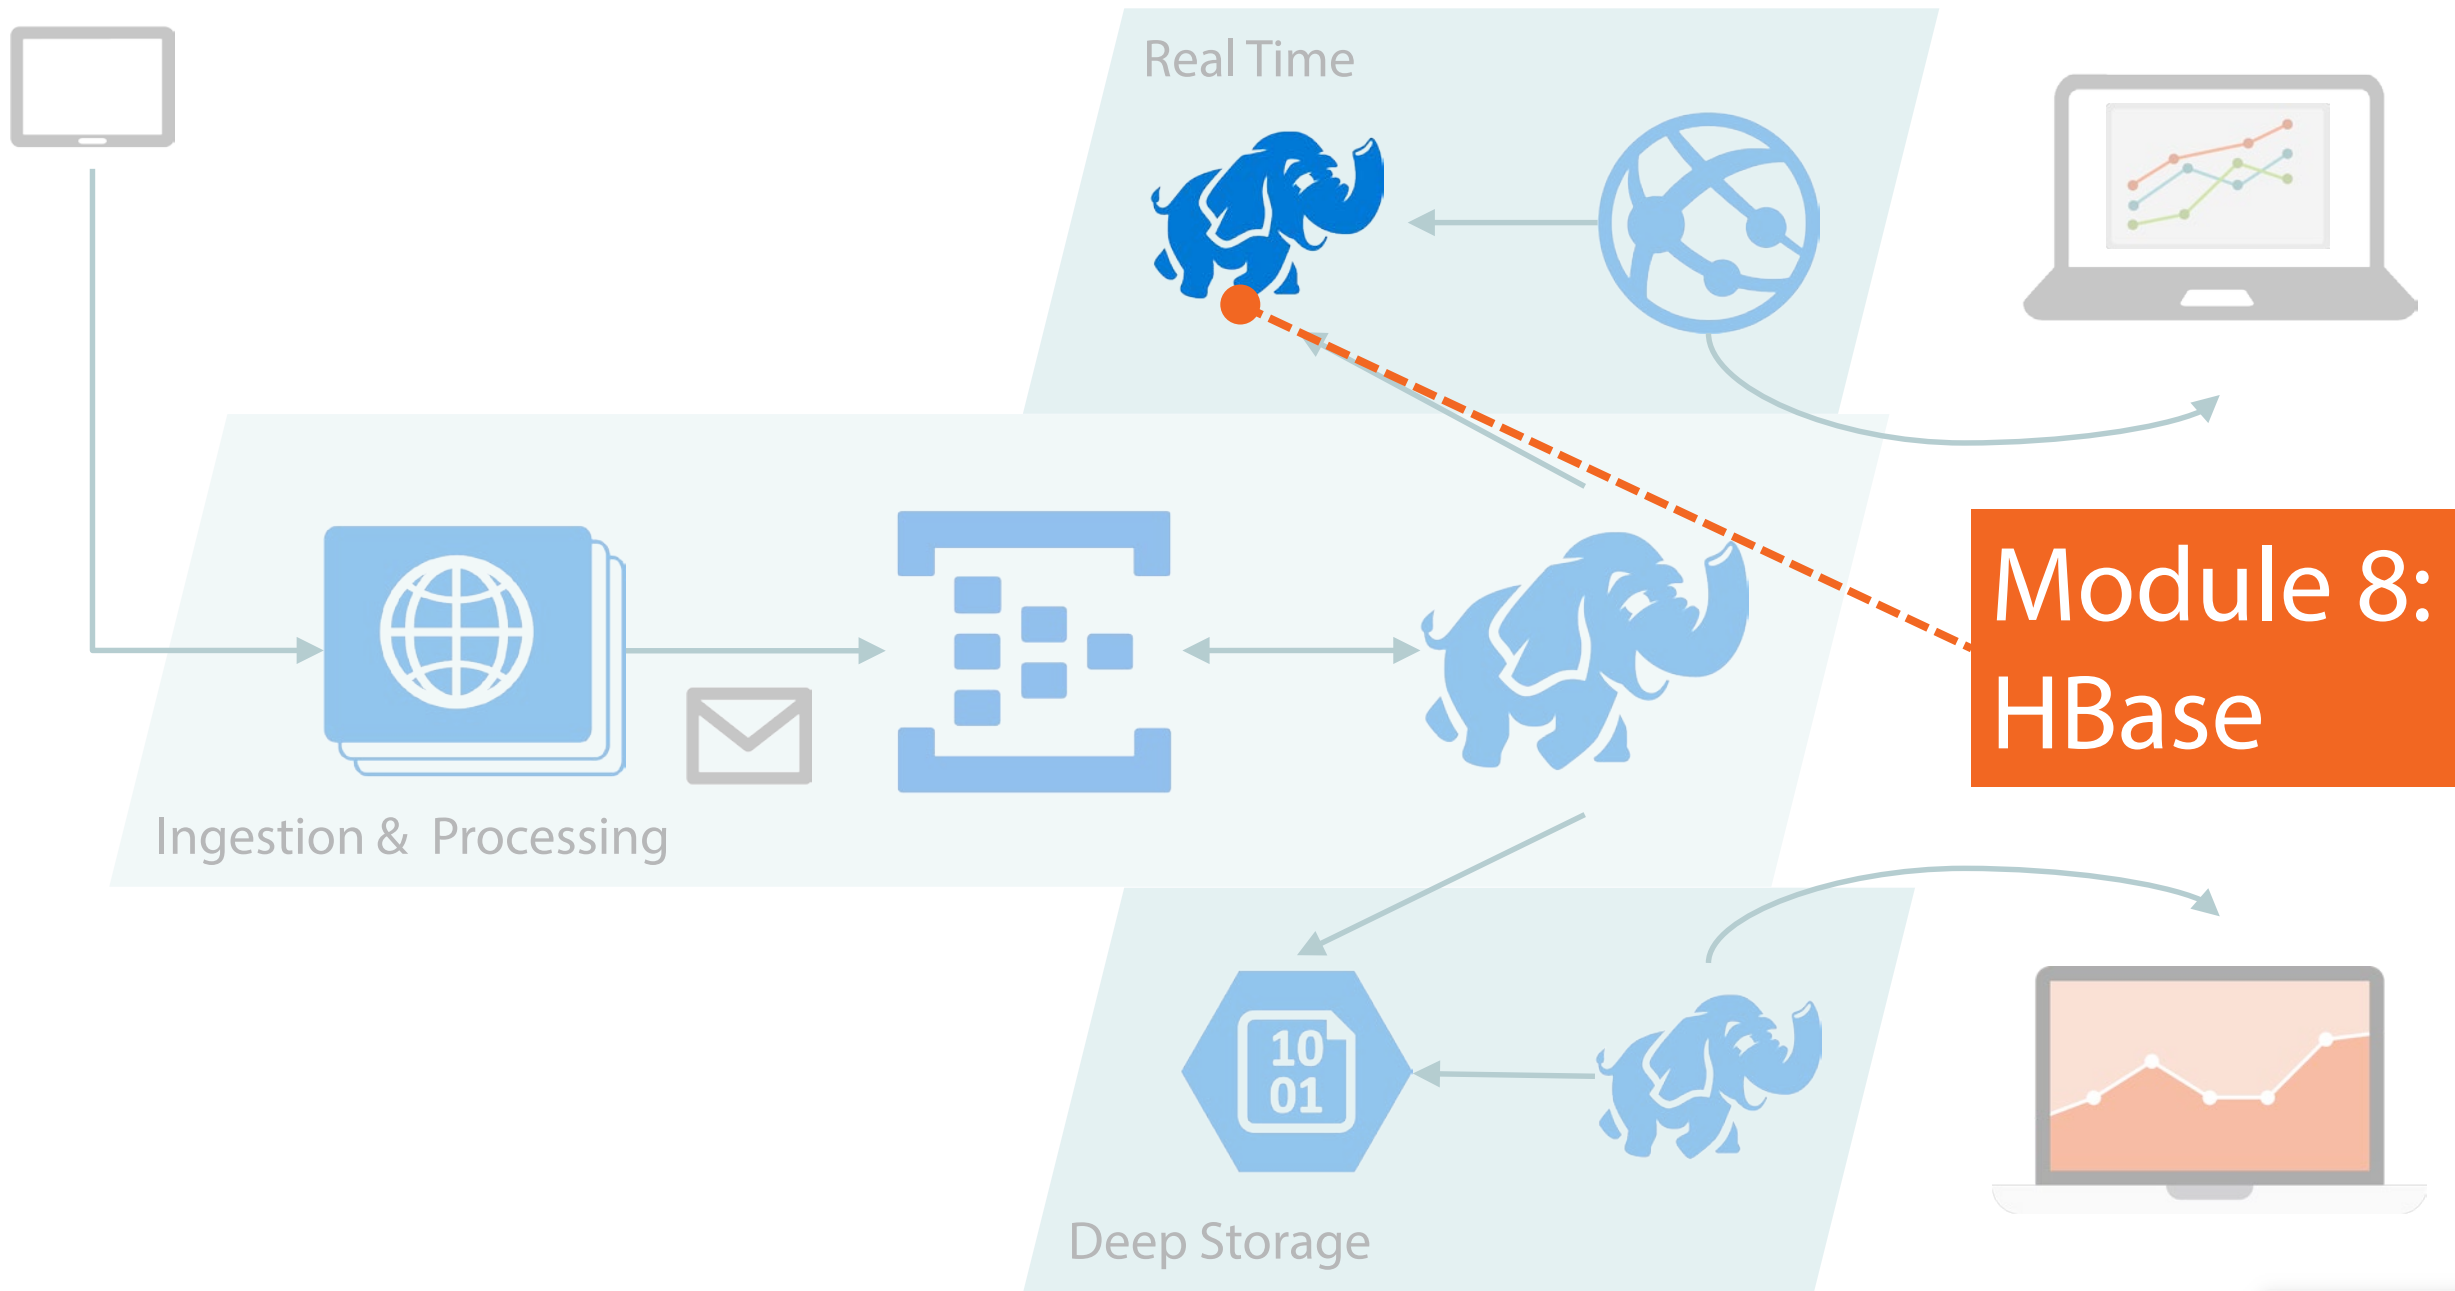 Real Time
Module 8:
HBase
Ingestion & Processing
10
01
Deep Storage